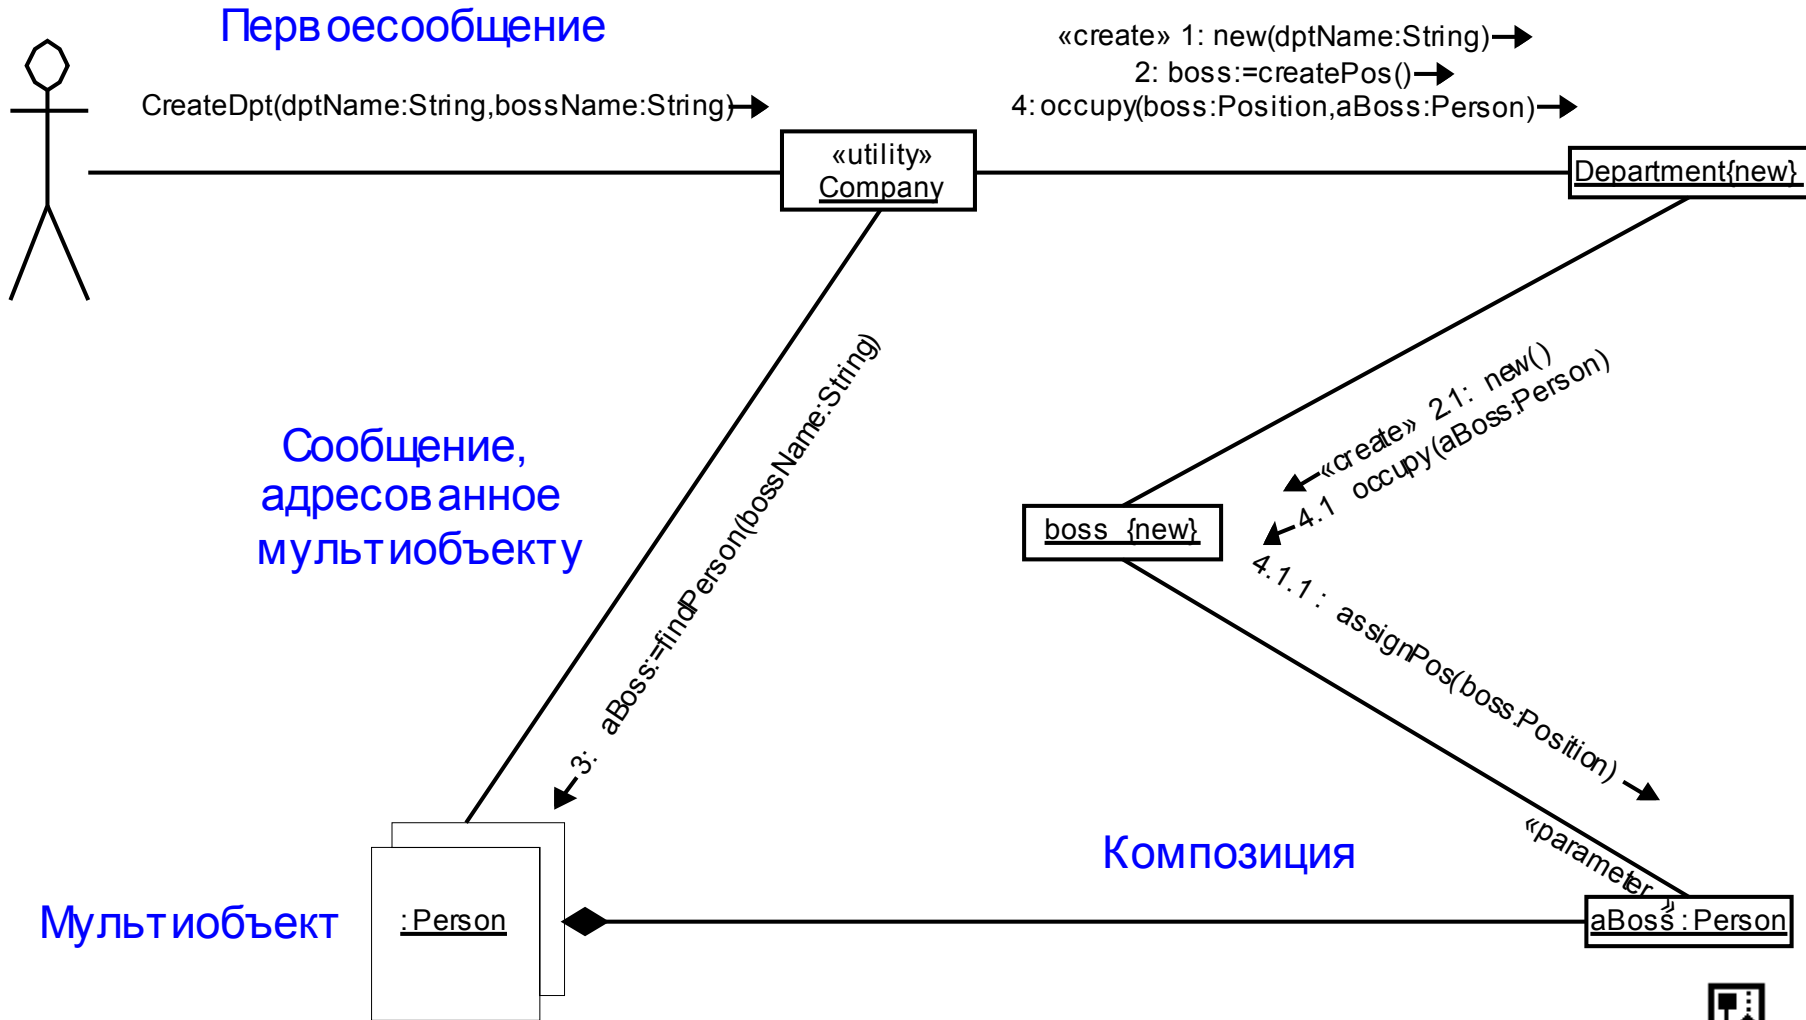 Первое сообщение
«create» 1: new(dptName:String)
2: boss:=createPos()
CreateDpt(dptName:String,bossName:String)
4: occupy(boss:Position,aBoss:Person)
«utility»
Company
Department{new}
3: aBoss:=findPerson(bossName:String)
«create» 2.1: new()
4.1 occupy(aBoss:Person)
Сообщение,
адресованное
мультиобъекту
boss {new}
4.1.1 : assignPos(boss:Position)
«parameter
»
Композиция
Мультиобъект
:Person
aBoss : Person